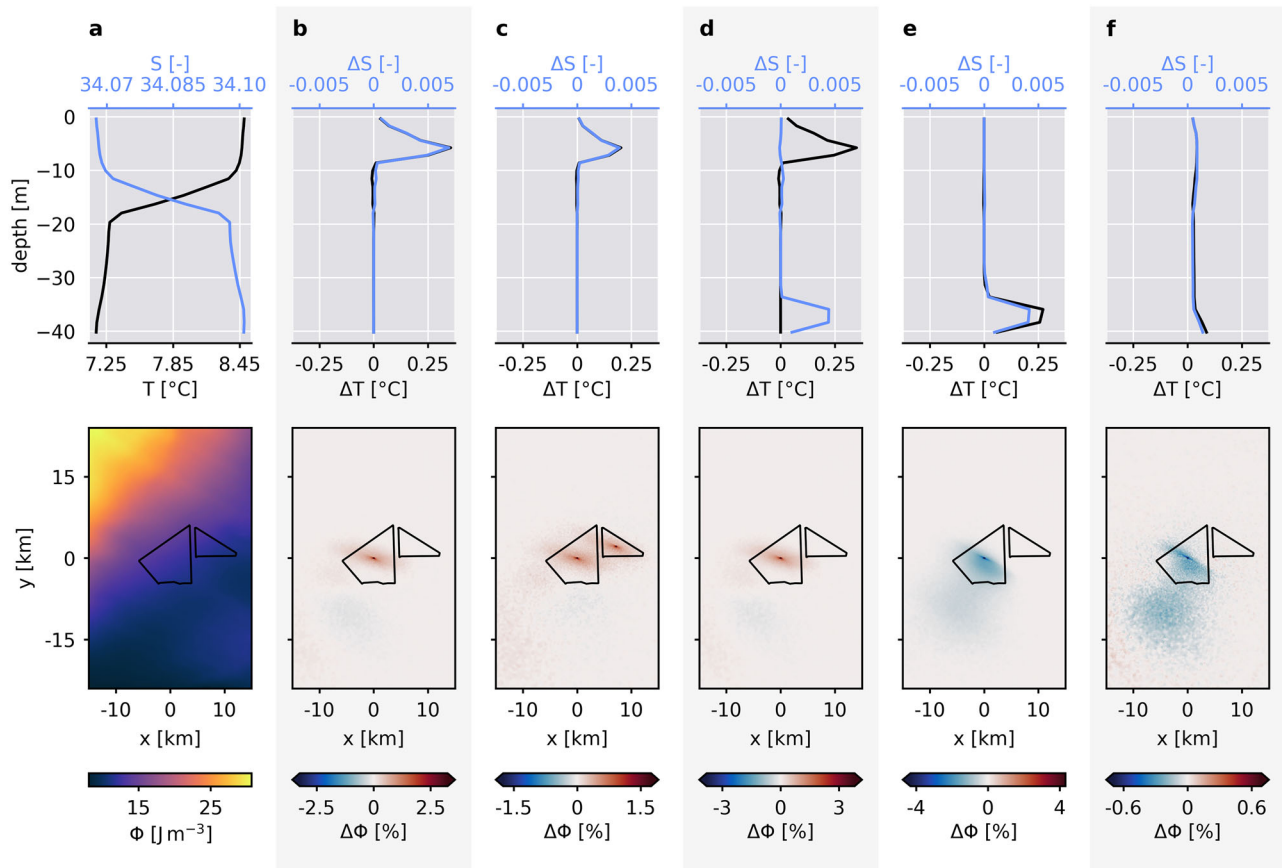 a b c d e f
S [-] ΔS [-] ΔS [-] ΔS [-] ΔS [-] ΔS [-]
34.07 34.085 34.10 -0.005 0 0.005 -0.005 0 0.005 -0.005 0 0.005 -0.005 0 0.005 -0.005 0 0.005
0
−10
−20
−30
−40
depth [m]
7.25 7.85 8.45 -0.25 0 0.25 -0.25 0 0.25 -0.25 0 0.25 -0.25 0 0.25 -0.25 0 0.25
T [°C] ΔT [°C] ΔT [°C] ΔT [°C] ΔT [°C] ΔT [°C]
15
0
-15
y [km]
-10 0 10 -10 0 10 -10 0 10 -10 0 10 -10 0 10 -10 0 10
x [km] x [km] x [km] x [km] x [km] x [km]
15 25 -2.5 0 2.5 -1.5 0 1.5 -3 0 3 -4 0 4 -0.6 0 0.6
Φ [J m⁻³] ΔΦ [%] ΔΦ [%] ΔΦ [%] ΔΦ [%] ΔΦ [%]